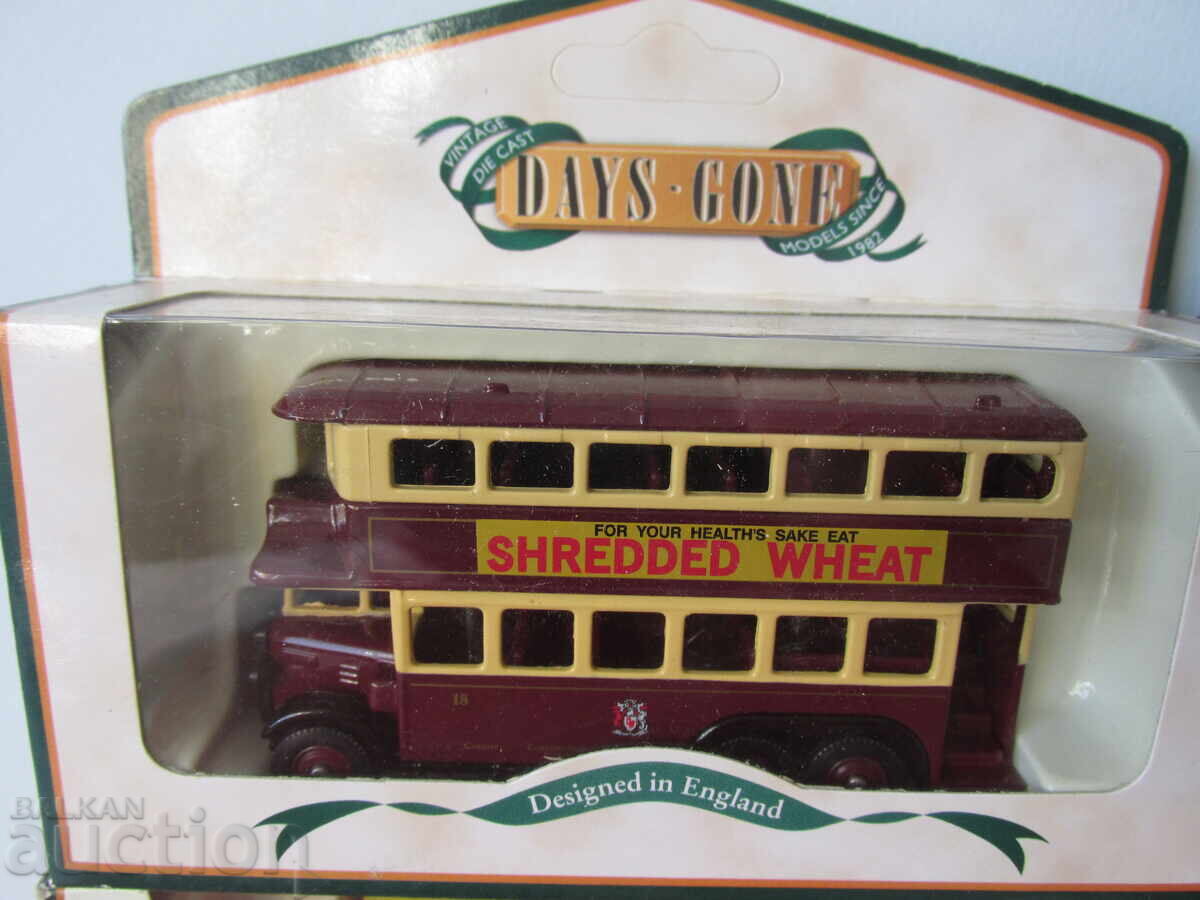 VINTAGE
DIE CAST
DAYS·GONE
MODELS SINCE
1982
FOR YOUR HEALTH'S SAKE EAT
SHREDDED WHEAT
18
Designed in England
BALKAN
auction